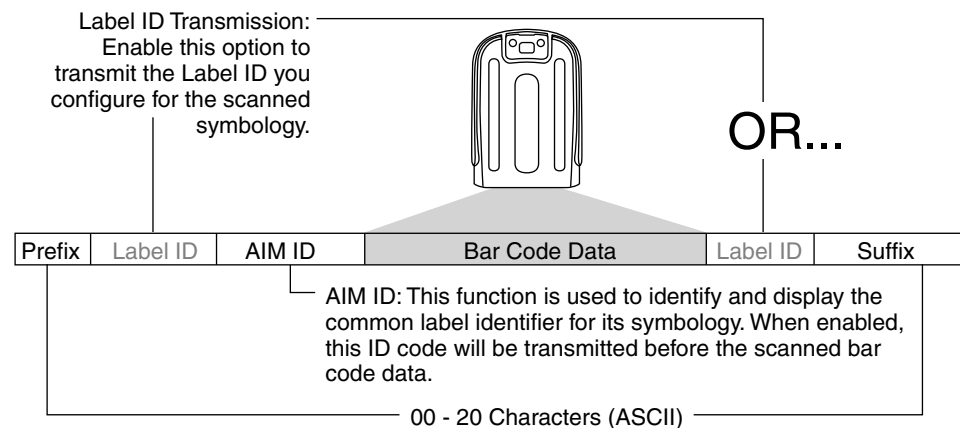 Label ID Transmission:
Enable this option to
transmit the Label ID you
configure for the scanned
symbology.
OR...
Prefix Label ID AIM ID Bar Code Data Label ID Suffix
AIM ID: This function is used to identify and display the
common label identifier for its symbology. When enabled,
this ID code will be transmitted before the scanned bar
code data.
00 - 20 Characters (ASCII)